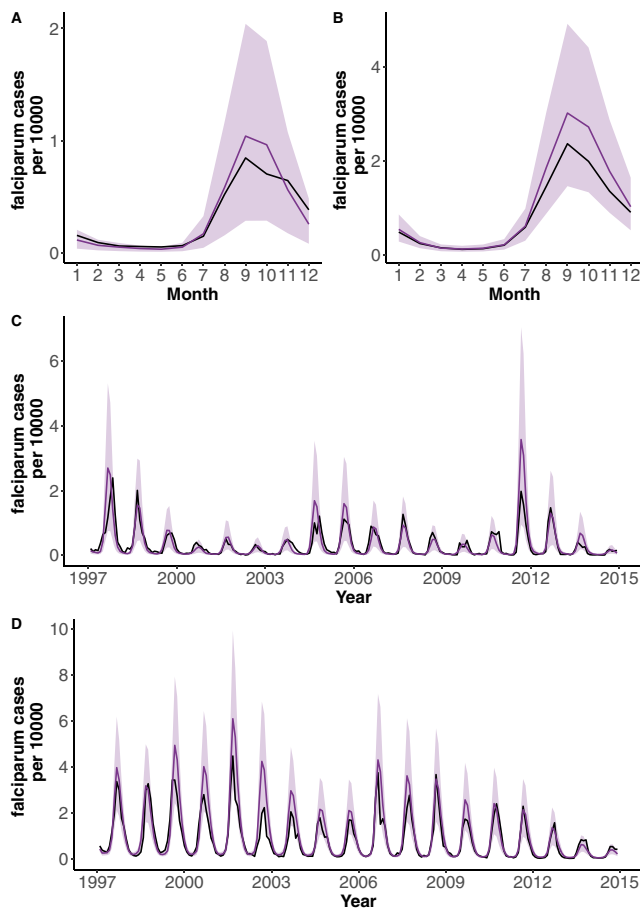 A
falciparum cases
per 10000
2
1
0
1 2 3 4 5 6 7 8 9 10 11 12
Month
B
falciparum cases
per 10000
4
2
0
1 2 3 4 5 6 7 8 9 10 11 12
Month
C
falciparum cases
per 10000
6
4
2
0
1997 2000 2003 2006 2009 2012 2015
Year
D
falciparum cases
per 10000
10
8
6
4
2
0
1997 2000 2003 2006 2009 2012 2015
Year